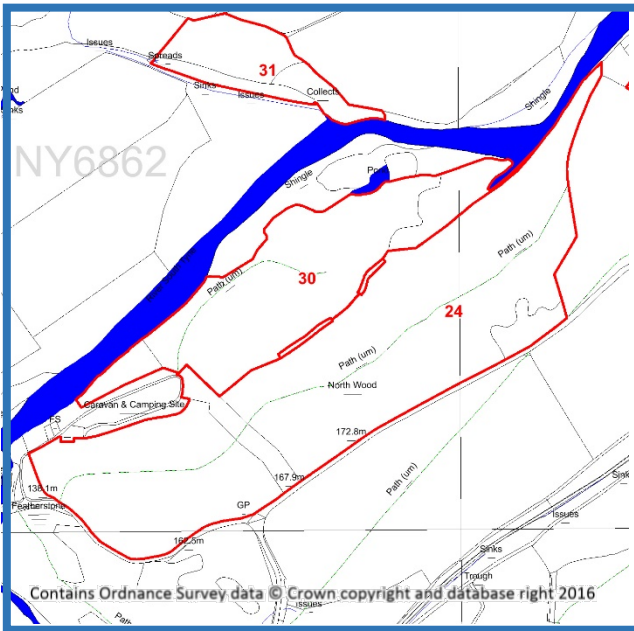 Issues
Spreads
31
Sinks
Issues
Collects
Shingle
NY6862
Shingle
Path (um)
Path (um)
30
24
Path (um)
North Wood
Caravan & Camping Site
FS
172.8m
167.9m
Path (um)
138.1m
GP
Featherstone
Issues
162.5m
Sinks
Trough
Contains Ordnance Survey data © Crown copyright and database right 2016
Issues